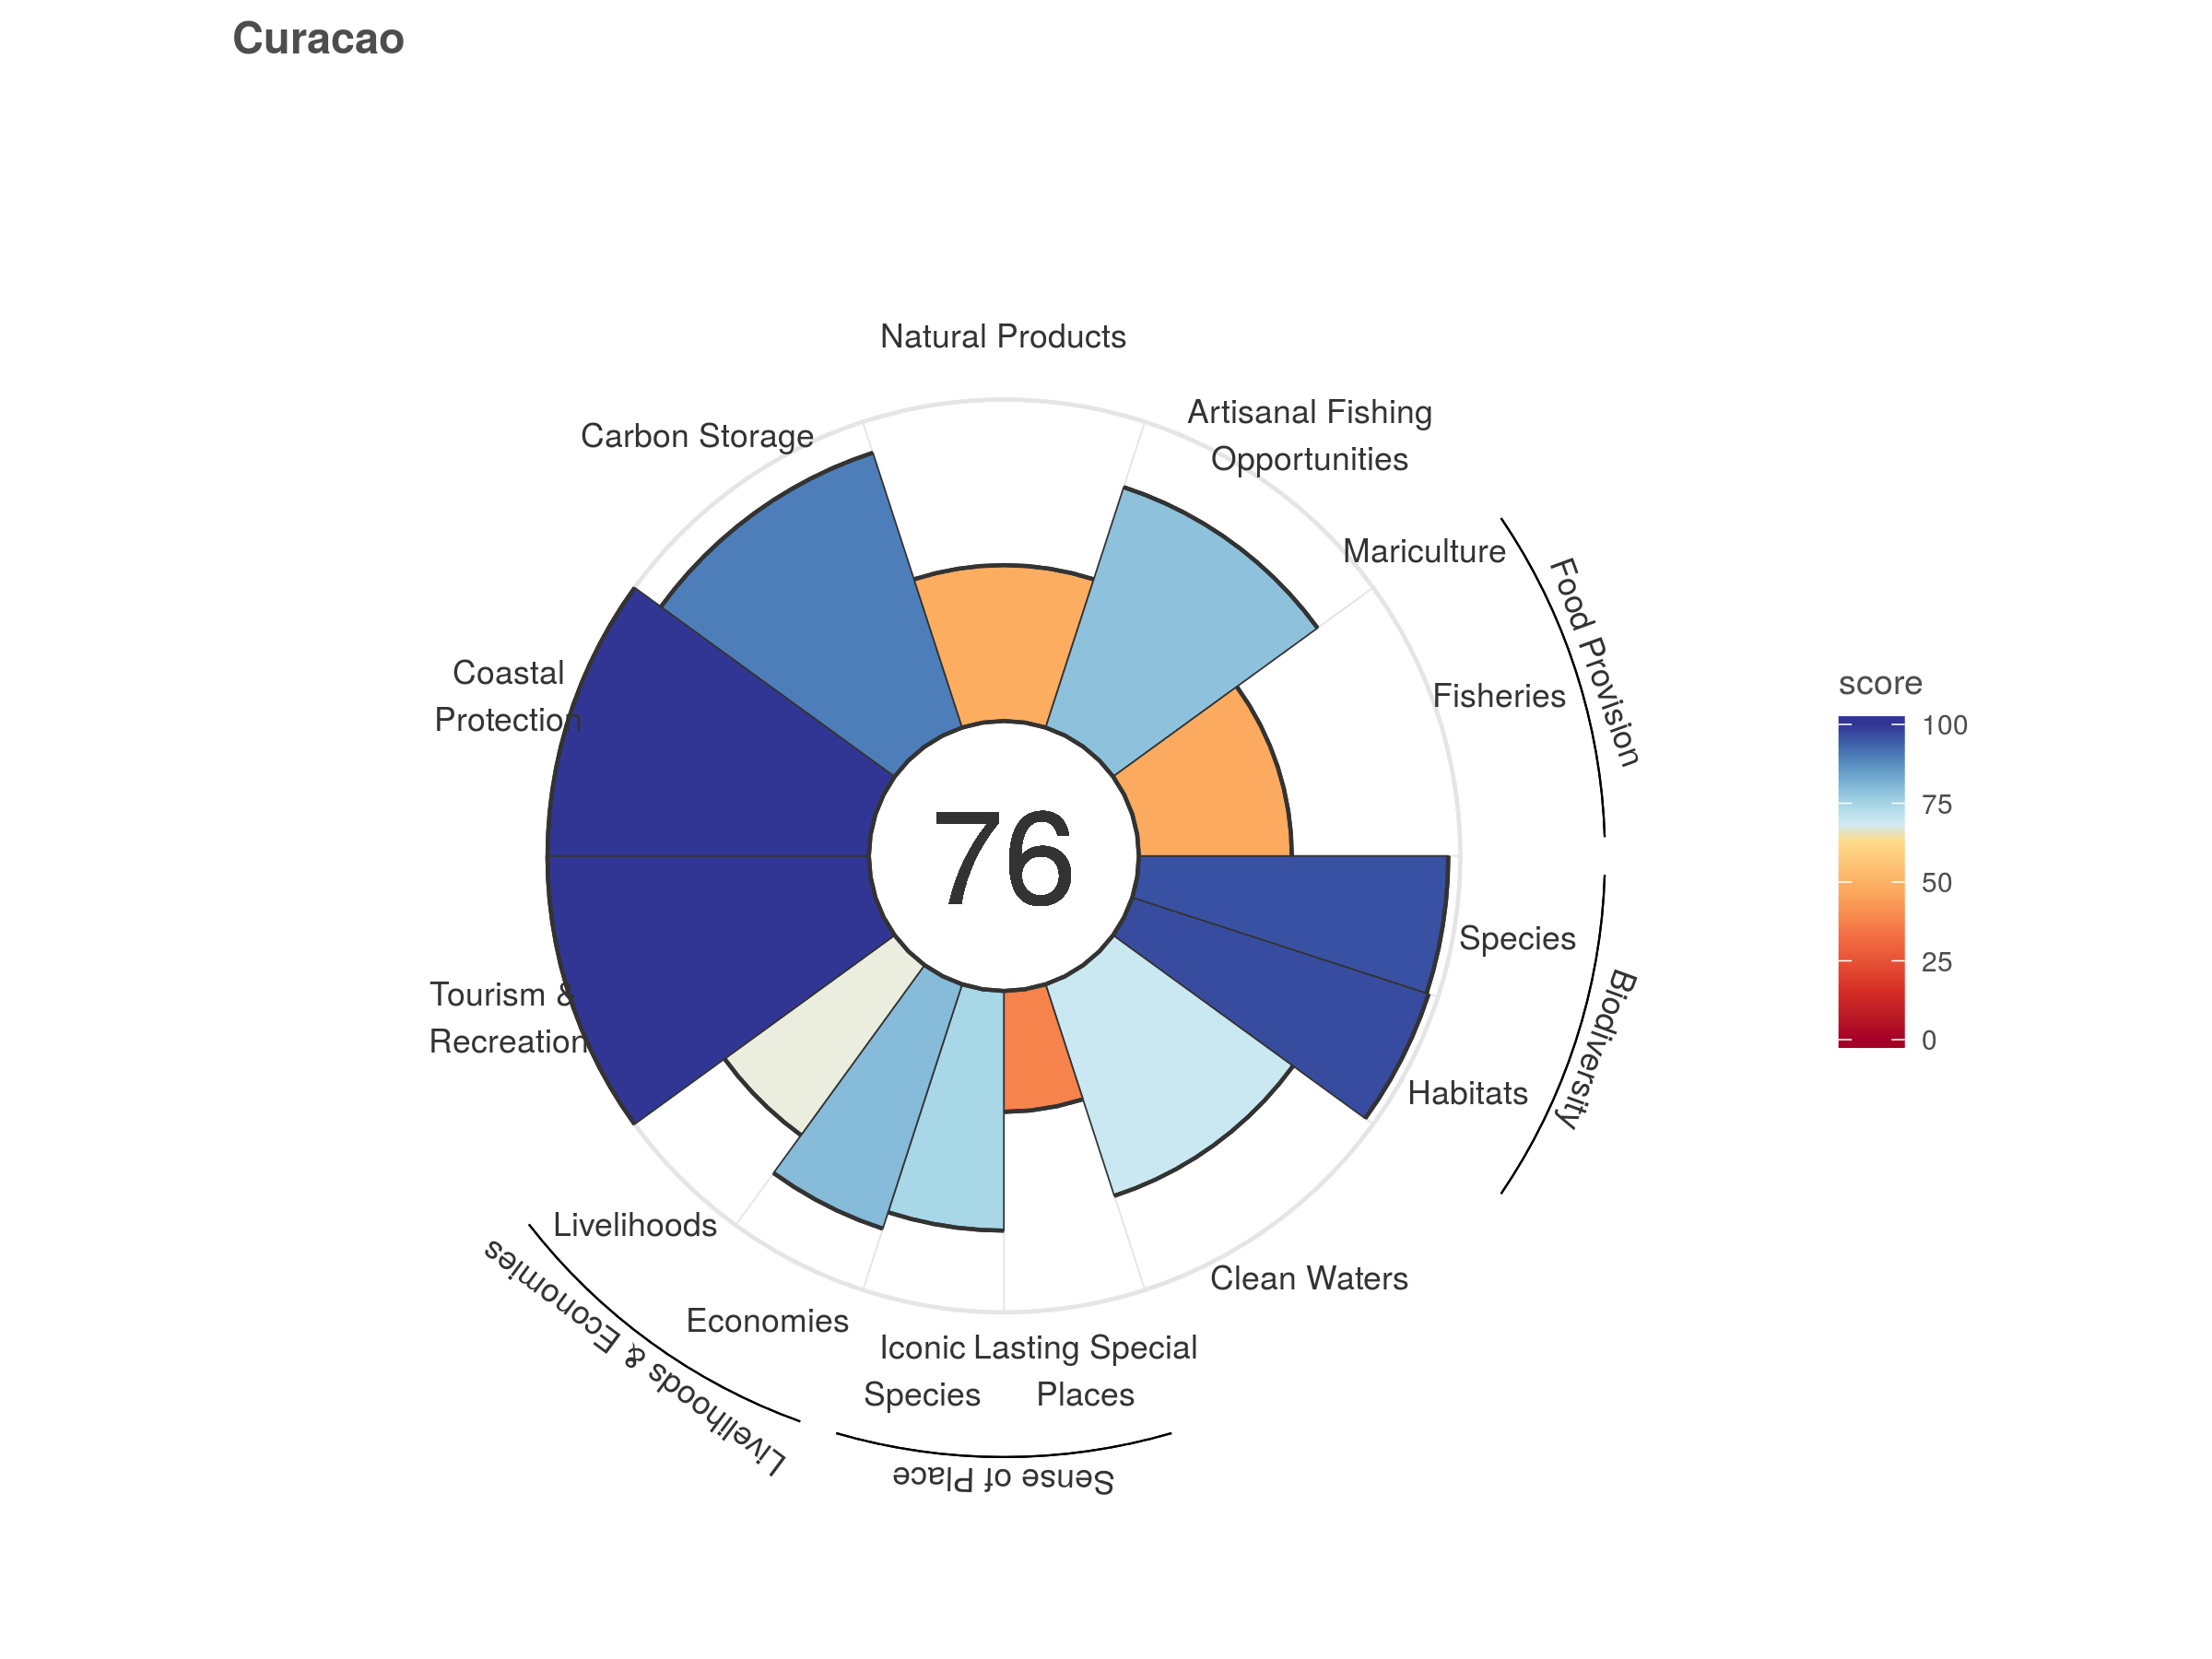 Curacao
Natural Products
Artisanal Fishing
Opportunities
Carbon Storage
Mariculture
Food Provision
Fisheries
Coastal
Protection
score
100
75
50
25
0
76
Species
Biodiversity
Tourism &
Recreation
Habitats
Livelihoods
Clean Waters
Economies
Livelihoods & Economies
Iconic
Species
Lasting Special
Places
Sense of Place